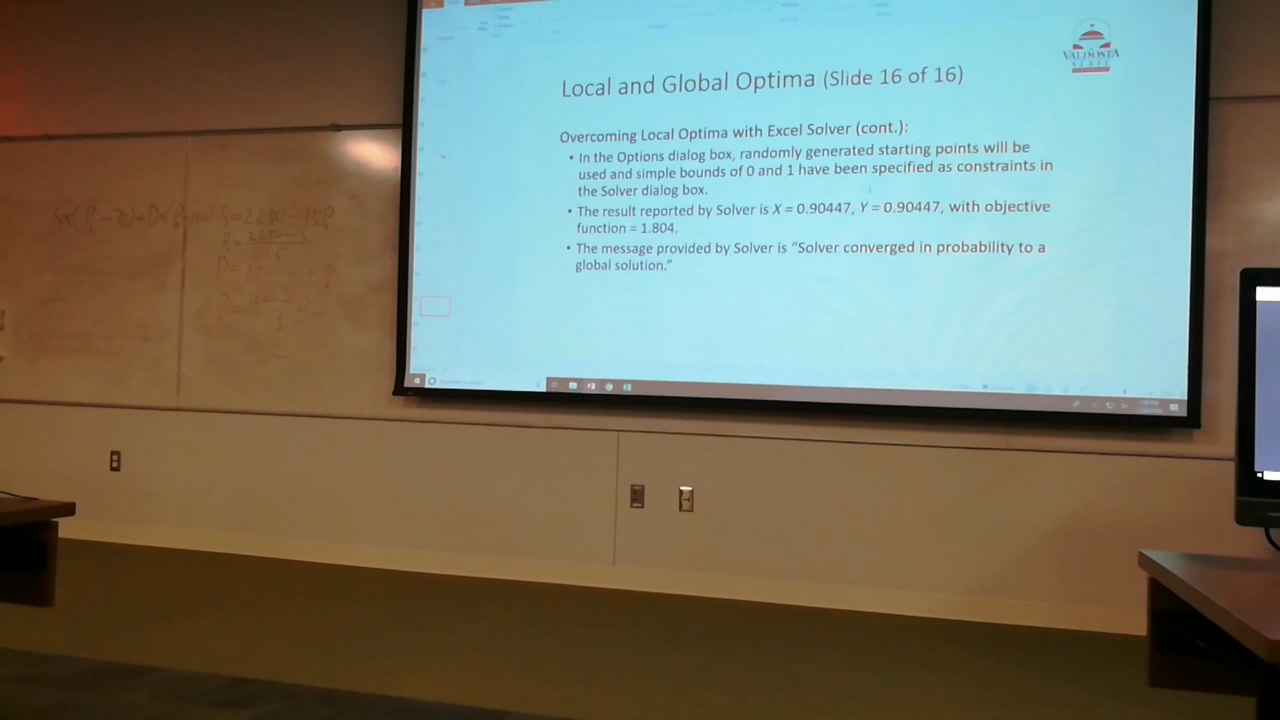 VALDOSTA
STATE
Local and Global Optima (Slide 16 of 16)
Overcoming Local Optima with Excel Solver (cont.):
• In the Options dialog box, randomly generated starting points will be
used and simple bounds of 0 and 1 have been specified as constraints in
the Solver dialog box.
• The result reported by Solver is X = 0.90447, Y = 0.90447, with objective
function = 1.804.
• The message provided by Solver is “Solver converged in probability to a
global solution.”